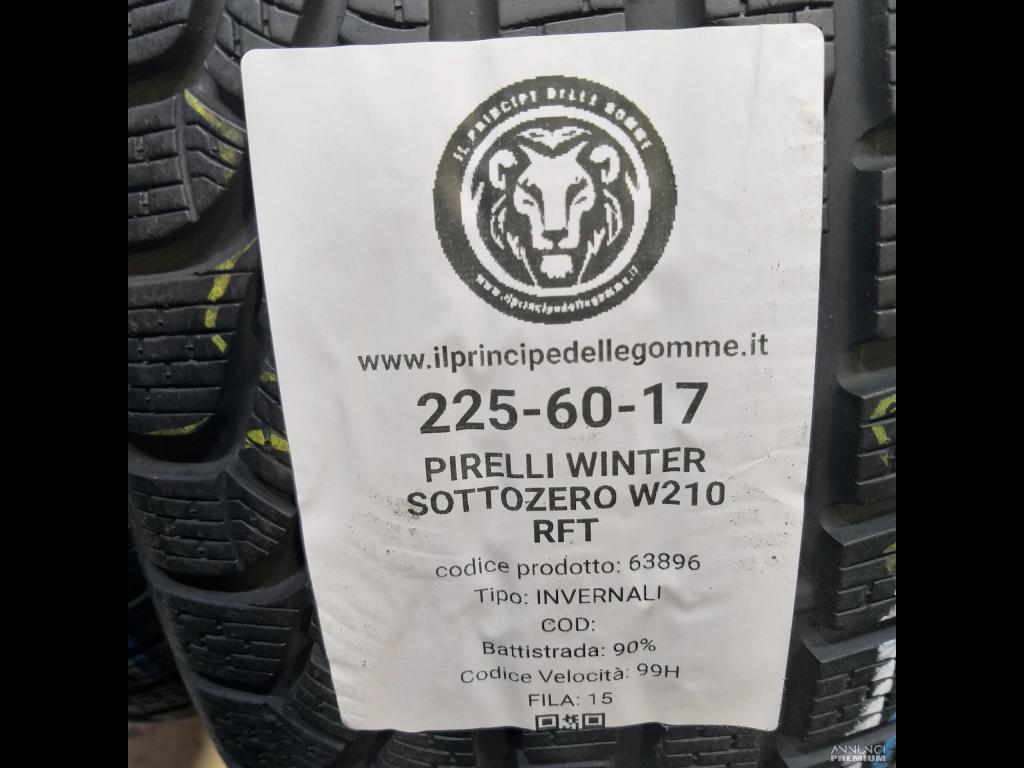 IL PRINCIPE DELLE GOMME
www.ilprincipedellegomme.it
www.ilprincipedellegomme.it
225-60-17
PIRELLI WINTER
SOTTOZERO W210
RFT
codice prodotto: 63896
Tipo: INVERNALI
COD:
Battistrada: 90%
Codice Velocità: 99H
FILA: 15
ANNUNCI
PREMIUM